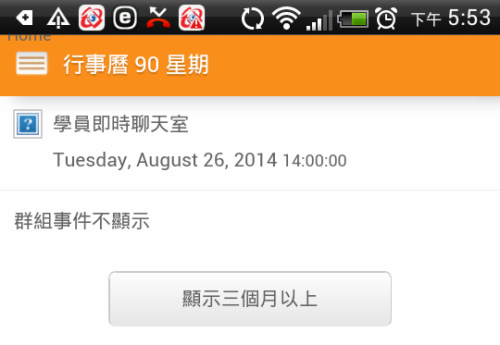 下午 5:53
Home
行事曆 90 星期
學員即時聊天室
Tuesday, August 26, 2014 14:00:00
群組事件不顯示
顯示三個月以上